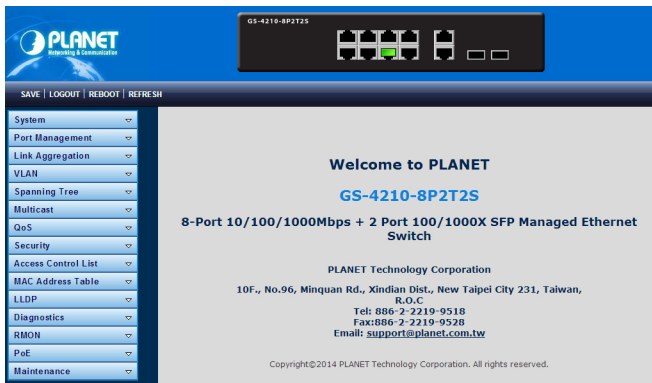 GS-4210-8P2T2S
PLANET
Networking & Communication
SAVE | LOGOUT | REBOOT | REFRESH
System
Port Management
Link Aggregation
VLAN
Spanning Tree
Multicast
QoS
Security
Access Control List
MAC Address Table
LLDP
Diagnostics
RMON
PoE
Maintenance
Welcome to PLANET
GS-4210-8P2T2S
8-Port 10/100/1000Mbps + 2 Port 100/1000X SFP Managed Ethernet
Switch
PLANET Technology Corporation
10F., No.96, Minquan Rd., Xindian Dist., New Taipei City 231, Taiwan,
R.O.C
Tel: 886-2-2219-9518
Fax:886-2-2219-9528
Email: support@planet.com.tw
Copyright©2014 PLANET Technology Corporation. All rights reserved.